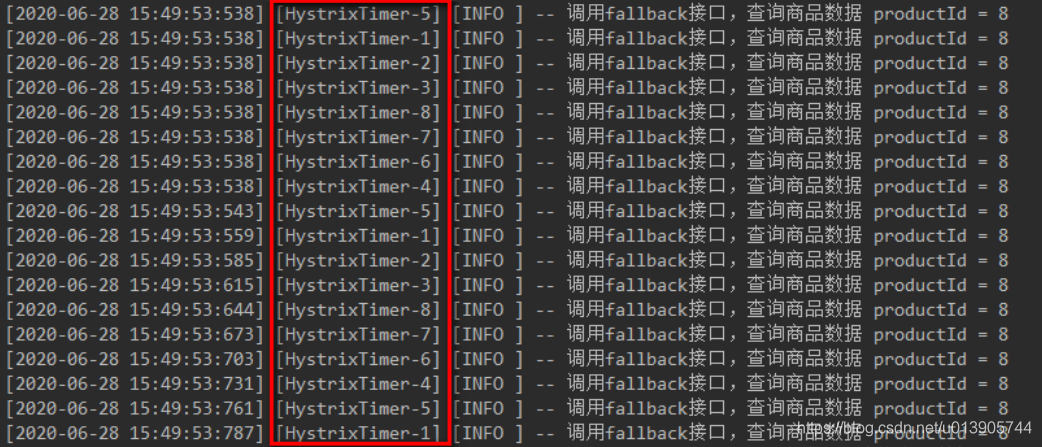 [2020-06-28 15:49:53:538] [HystrixTimer-5] [INFO ] -- 调用fallback接口，查询商品数据 productId = 8
[2020-06-28 15:49:53:538] [HystrixTimer-1] [INFO ] -- 调用fallback接口，查询商品数据 productId = 8
[2020-06-28 15:49:53:538] [HystrixTimer-2] [INFO ] -- 调用fallback接口，查询商品数据 productId = 8
[2020-06-28 15:49:53:538] [HystrixTimer-3] [INFO ] -- 调用fallback接口，查询商品数据 productId = 8
[2020-06-28 15:49:53:538] [HystrixTimer-8] [INFO ] -- 调用fallback接口，查询商品数据 productId = 8
[2020-06-28 15:49:53:538] [HystrixTimer-7] [INFO ] -- 调用fallback接口，查询商品数据 productId = 8
[2020-06-28 15:49:53:538] [HystrixTimer-6] [INFO ] -- 调用fallback接口，查询商品数据 productId = 8
[2020-06-28 15:49:53:538] [HystrixTimer-4] [INFO ] -- 调用fallback接口，查询商品数据 productId = 8
[2020-06-28 15:49:53:543] [HystrixTimer-5] [INFO ] -- 调用fallback接口，查询商品数据 productId = 8
[2020-06-28 15:49:53:559] [HystrixTimer-1] [INFO ] -- 调用fallback接口，查询商品数据 productId = 8
[2020-06-28 15:49:53:585] [HystrixTimer-2] [INFO ] -- 调用fallback接口，查询商品数据 productId = 8
[2020-06-28 15:49:53:615] [HystrixTimer-3] [INFO ] -- 调用fallback接口，查询商品数据 productId = 8
[2020-06-28 15:49:53:644] [HystrixTimer-8] [INFO ] -- 调用fallback接口，查询商品数据 productId = 8
[2020-06-28 15:49:53:673] [HystrixTimer-7] [INFO ] -- 调用fallback接口，查询商品数据 productId = 8
[2020-06-28 15:49:53:703] [HystrixTimer-6] [INFO ] -- 调用fallback接口，查询商品数据 productId = 8
[2020-06-28 15:49:53:731] [HystrixTimer-4] [INFO ] -- 调用fallback接口，查询商品数据 productId = 8
[2020-06-28 15:49:53:761] [HystrixTimer-5] [INFO ] -- 调用fallback接口，查询商品数据 productId = 8
[2020-06-28 15:49:53:787] [HystrixTimer-1] [INFO ] -- 调用fallback接口，查询商品数据 productId = 8
https://blog.csdn.net/u013905744